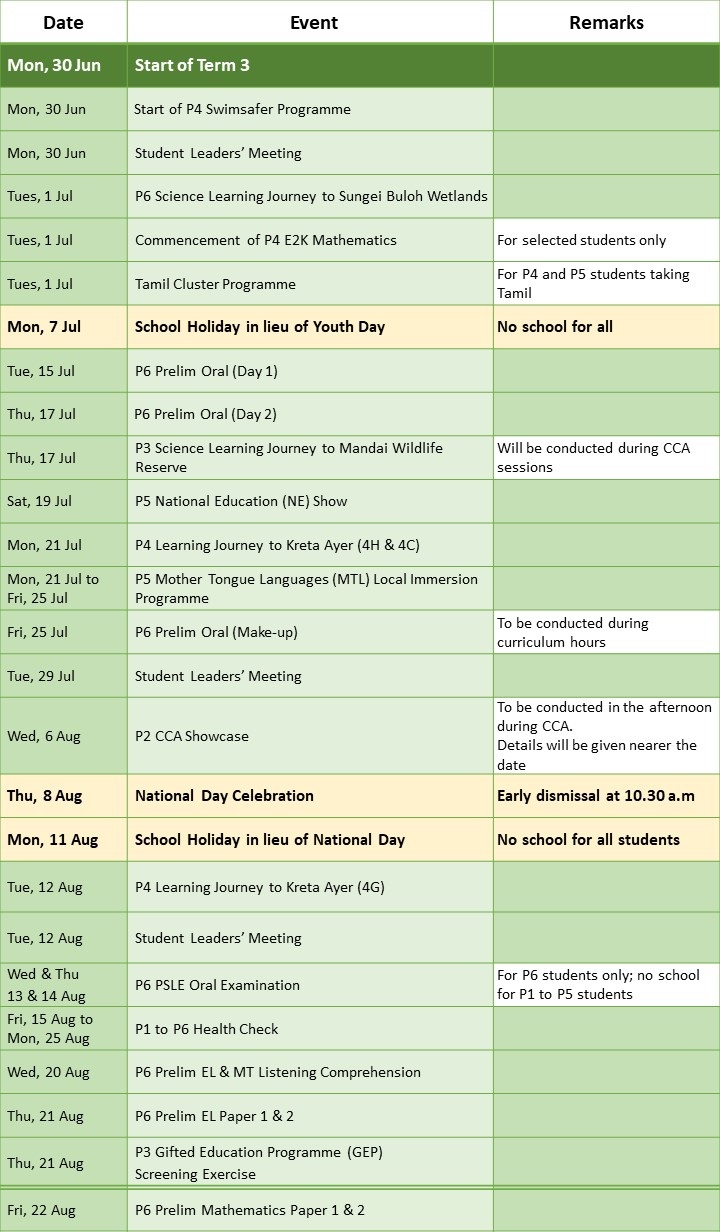 Date Event Remarks
Mon, 30 Jun Start of Term 3
Mon, 30 Jun Start of P4 Swimsafer Programme
Mon, 30 Jun Student Leaders’ Meeting
Tues, 1 Jul P6 Science Learning Journey to Sungei Buloh Wetlands
Tues, 1 Jul Commencement of P4 E2K Mathematics For selected students only
Tues, 1 Jul Tamil Cluster Programme For P4 and P5 students taking
Tamil
Mon, 7 Jul School Holiday in lieu of Youth Day No school for all
Tue, 15 Jul P6 Prelim Oral (Day 1)
Thu, 17 Jul P6 Prelim Oral (Day 2)
Thu, 17 Jul P3 Science Learning Journey to Mandai Wildlife
Reserve
Will be conducted during CCA
sessions
Sat, 19 Jul P5 National Education (NE) Show
Mon, 21 Jul P4 Learning Journey to Kreta Ayer (4H & 4C)
Mon, 21 Jul to
Fri, 25 Jul
P5 Mother Tongue Languages (MTL) Local Immersion
Programme
Fri, 25 Jul P6 Prelim Oral (Make-up) To be conducted during
curriculum hours
Tue, 29 Jul Student Leaders’ Meeting
Wed, 6 Aug P2 CCA Showcase To be conducted in the afternoon
during CCA.
Details will be given nearer the
date
Thu, 8 Aug National Day Celebration Early dismissal at 10.30 a.m
Mon, 11 Aug School Holiday in lieu of National Day No school for all students
Tue, 12 Aug P4 Learning Journey to Kreta Ayer (4G)
Tue, 12 Aug Student Leaders’ Meeting
Wed & Thu
13 & 14 Aug
P6 PSLE Oral Examination
For P6 students only; no school
for P1 to P5 students
Fri, 15 Aug to
Mon, 25 Aug
P1 to P6 Health Check
Wed, 20 Aug P6 Prelim EL & MT Listening Comprehension
Thu, 21 Aug P6 Prelim EL Paper 1 & 2
Thu, 21 Aug P3 Gifted Education Programme (GEP)
Screening Exercise
Fri, 22 Aug P6 Prelim Mathematics Paper 1 & 2